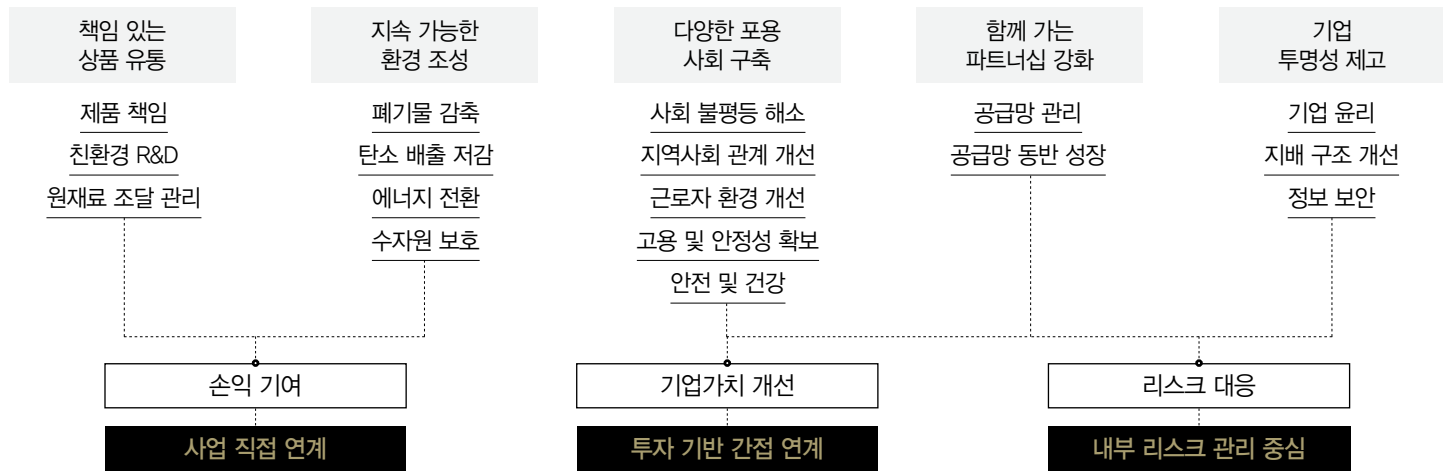 책임 있는
상품 유통
제품 책임
친환경 R&D
원재료 조달 관리
지속 가능한
환경 조성
폐기물 감축
탄소 배출 저감
에너지 전환
수자원 보호
다양한 포용
사회 구축
사회 불평등 해소
지역사회 관계 개선
근로자 환경 개선
고용 및 안정성 확보
안전 및 건강
함께 가는
파트너십 강화
공급망 관리
공급망 동반 성장
기업
투명성 제고
기업 윤리
지배 구조 개선
정보 보안
손익 기여
사업 직접 연계
기업가치 개선
투자 기반 간접 연계
리스크 대응
내부 리스크 관리 중심